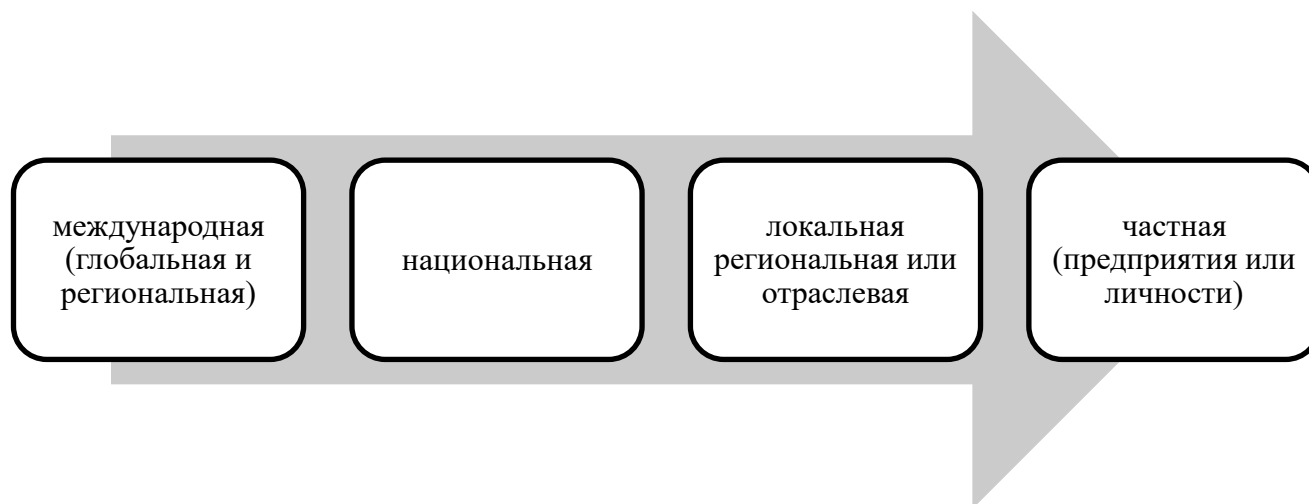 международная
(глобальная и
региональная)
национальная
локальная
региональная или
отраслевая
частная
(предприятия или
личности)